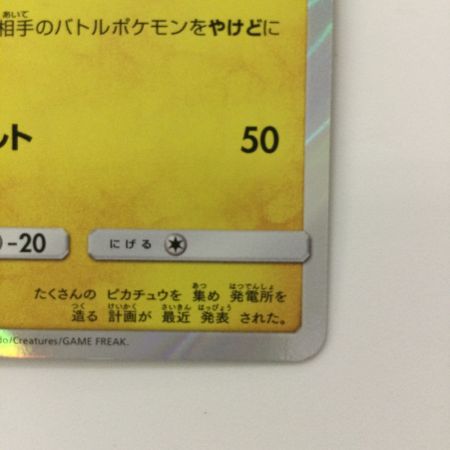 相手のバトルポケモンをやけどに
ルト 50
-20 にげる
たくさんの ピカチュウを 集め 発電所を
造る 計画が 最近 発表 された。
do/Creatures/GAME FREAK.